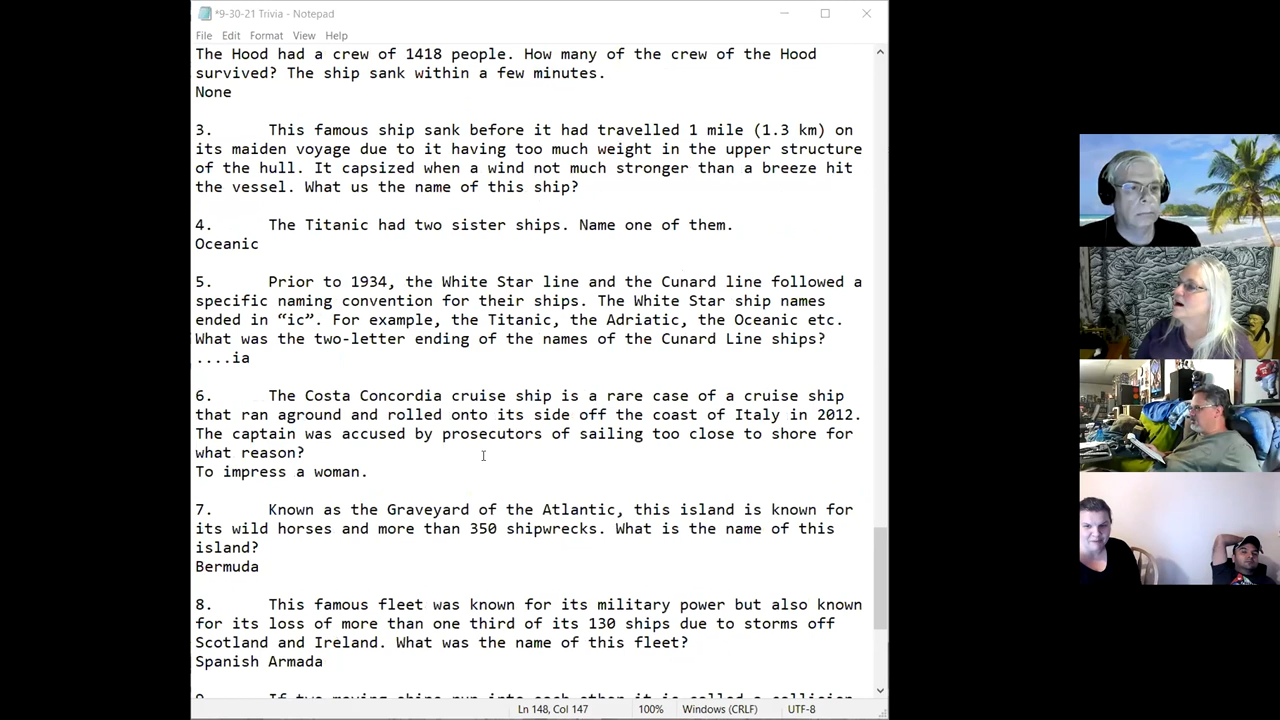 *9-30-21 Trivia - Notepad
File Edit Format View Help
The Hood had a crew of 1418 people. How many of the crew of the Hood
survived? The ship sank within a few minutes.
None
3. This famous ship sank before it had travelled 1 mile (1.3 km) on
its maiden voyage due to it having too much weight in the upper structure
of the hull. It capsized when a wind not much stronger than a breeze hit
the vessel. What us the name of this ship?
4. The Titanic had two sister ships. Name one of them.
Oceanic
5. Prior to 1934, the White Star line and the Cunard line followed a
specific naming convention for their ships. The White Star ship names
ended in “ic”. For example, the Titanic, the Adriatic, the Oceanic etc.
What was the two-letter ending of the names of the Cunard Line ships?
....ia
6. The Costa Concordia cruise ship is a rare case of a cruise ship
that ran aground and rolled onto its side off the coast of Italy in 2012.
The captain was accused by prosecutors of sailing too close to shore for
what reason?
To impress a woman.
7. Known as the Graveyard of the Atlantic, this island is known for
its wild horses and more than 350 shipwrecks. What is the name of this
island?
Bermuda
8. This famous fleet was known for its military power but also known
for its loss of more than one third of its 130 ships due to storms off
Scotland and Ireland. What was the name of this fleet?
Spanish Armada
9. If two moving ships run into each other it is called a collision
Ln 148, Col 147 100% Windows (CRLF) UTF-8